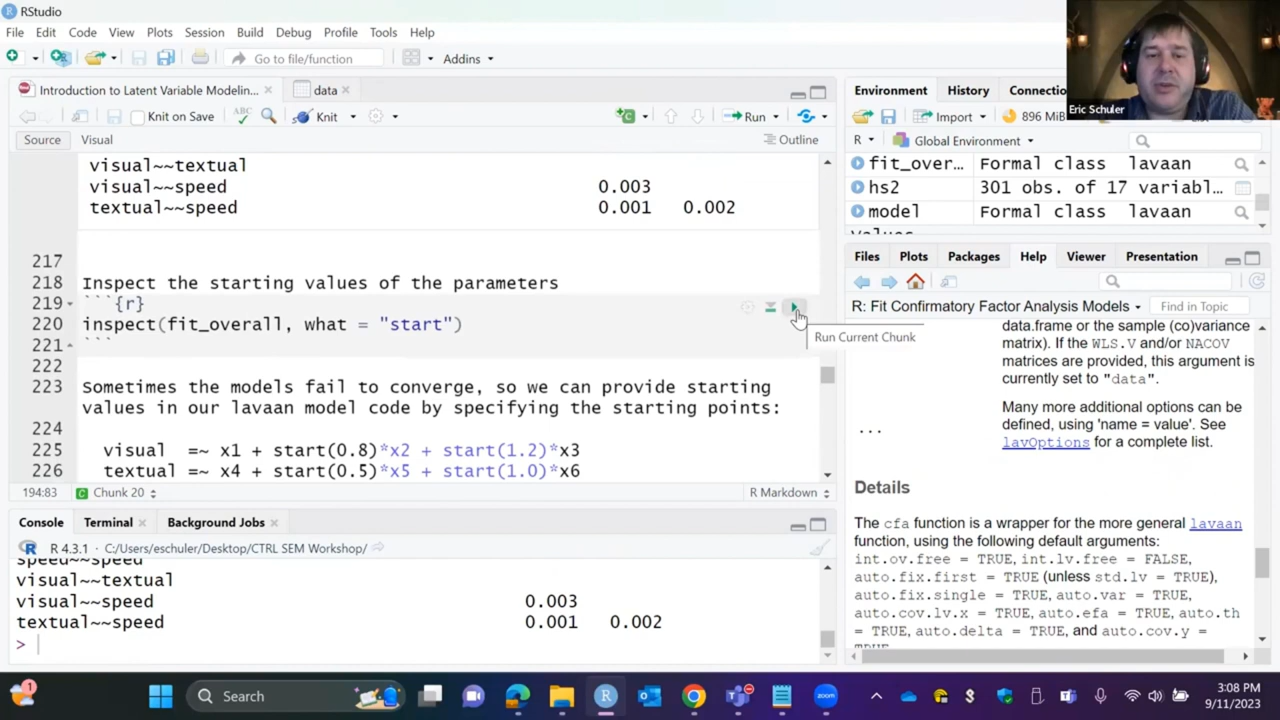 RStudio
File Edit Code View Plots Session Build Debug Profile Tools Help
Go to file/function Addins
Introduction to Latent Variable Modelin... data
Knit on Save ABC Knit Run
Source Visual Outline
visual~~textual
visual~~speed 0.003
textual~~speed 0.001 0.002
217
218 Inspect the starting values of the parameters
219 ```{r}
220 inspect(fit_overall, what = "start")
221 ```
Run Current Chunk
222
223 Sometimes the models fail to converge, so we can provide starting
values in our lavaan model code by specifying the starting points:
224
225 visual =~ x1 + start(0.8)*x2 + start(1.2)*x3
226 textual =~ x4 + start(0.5)*x5 + start(1.0)*x6
194:83 Chunk 20 R Markdown
Console Terminal Background Jobs
R 4.3.1 · C:/Users/eschuler/Desktop/CTRL SEM Workshop/
speed~~speed
visual~~textual
visual~~speed 0.003
textual~~speed 0.001 0.002
>
Environment History Connectio
Eric Schuler
Import 896 MiB
R Global Environment
fit_over... Formal class lavaan
hs2 301 obs. of 17 variabl...
model Formal class lavaan
values
Files Plots Packages Help Viewer Presentation
R: Fit Confirmatory Factor Analysis Models Find in Topic
data.frame or the sample (co)variance
matrix). If the WLS.V and/or NACOV
matrices are provided, this argument is
currently set to "data".
... Many more additional options can be
defined, using 'name = value'. See
lavOptions for a complete list.
Details
The cfa function is a wrapper for the more general lavaan
function, using the following default arguments:
int.ov.free = TRUE, int.lv.free = FALSE,
auto.fix.first = TRUE (unless std.lv = TRUE),
auto.fix.single = TRUE, auto.var = TRUE,
auto.cov.lv.x = TRUE, auto.efa = TRUE, auto.th
= TRUE, auto.delta = TRUE, and auto.cov.y =
TRUE
1 Search zoom 3:08 PM
9/11/2023